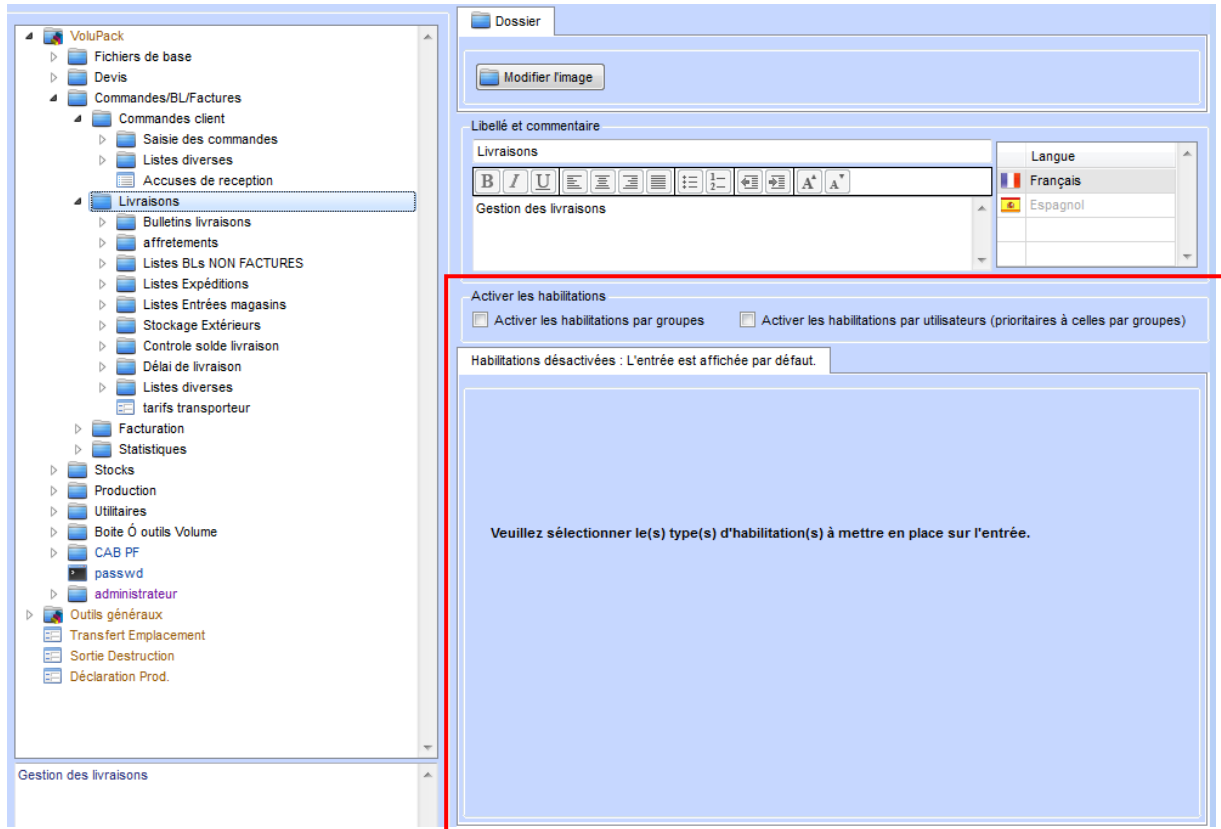 VoluPack
Fichiers de base
Devis
Commandes/BL/Factures
Commandes client
Saisie des commandes
Listes diverses
Accuses de reception
Livraisons
Bulletins livraisons
affretements
Listes BLs NON FACTURES
Listes Expéditions
Listes Entrées magasins
Stockage Extérieurs
Controle solde livraison
Délai de livraison
Listes diverses
tarifs transporteur
Facturation
Statistiques
Stocks
Production
Utilitaires
Boite Ó outils Volume
CAB PF
passwd
administrateur
Outils généraux
Transfert Emplacement
Sortie Destruction
Déclaration Prod.
Gestion des livraisons
Dossier
Modifier l'image
Libellé et commentaire
Livraisons
B I U A A
Gestion des livraisons
Langue
Français
Espagnol
Activer les habilitations
Activer les habilitations par groupes Activer les habilitations par utilisateurs (prioritaires à celles par groupes)
Habilitations désactivées : L'entrée est affichée par défaut.
Veuillez sélectionner le(s) type(s) d'habilitation(s) à mettre en place sur l'entrée.